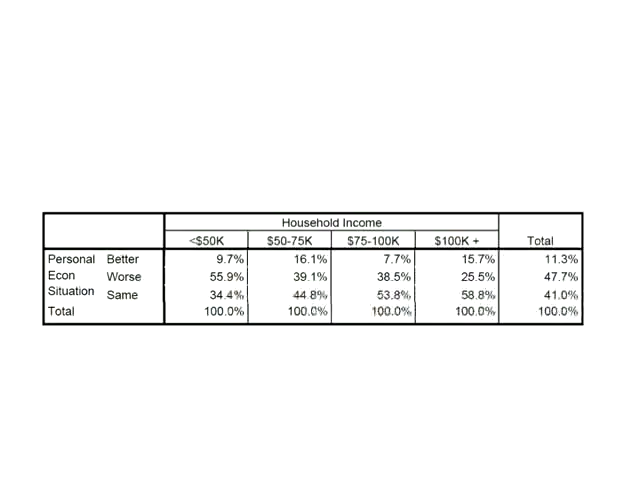 Household Income
<$50K $50-75K $75-100K $100K + Total
Personal Better 9.7% 16.1% 7.7% 15.7% 11.3%
Econ Worse 55.9% 39.1% 38.5% 25.5% 47.7%
Situation Same 34.4% 44.8% 53.8% 58.8% 41.0%
Total 100.0% 100.0% 100.0% 100.0% 100.0%